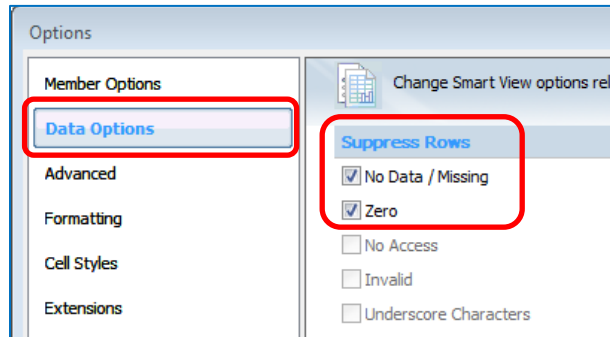 Options
Member Options
Data Options
Advanced
Formatting
Cell Styles
Extensions
Change Smart View options rel
Suppress Rows
No Data / Missing
Zero
No Access
Invalid
Underscore Characters